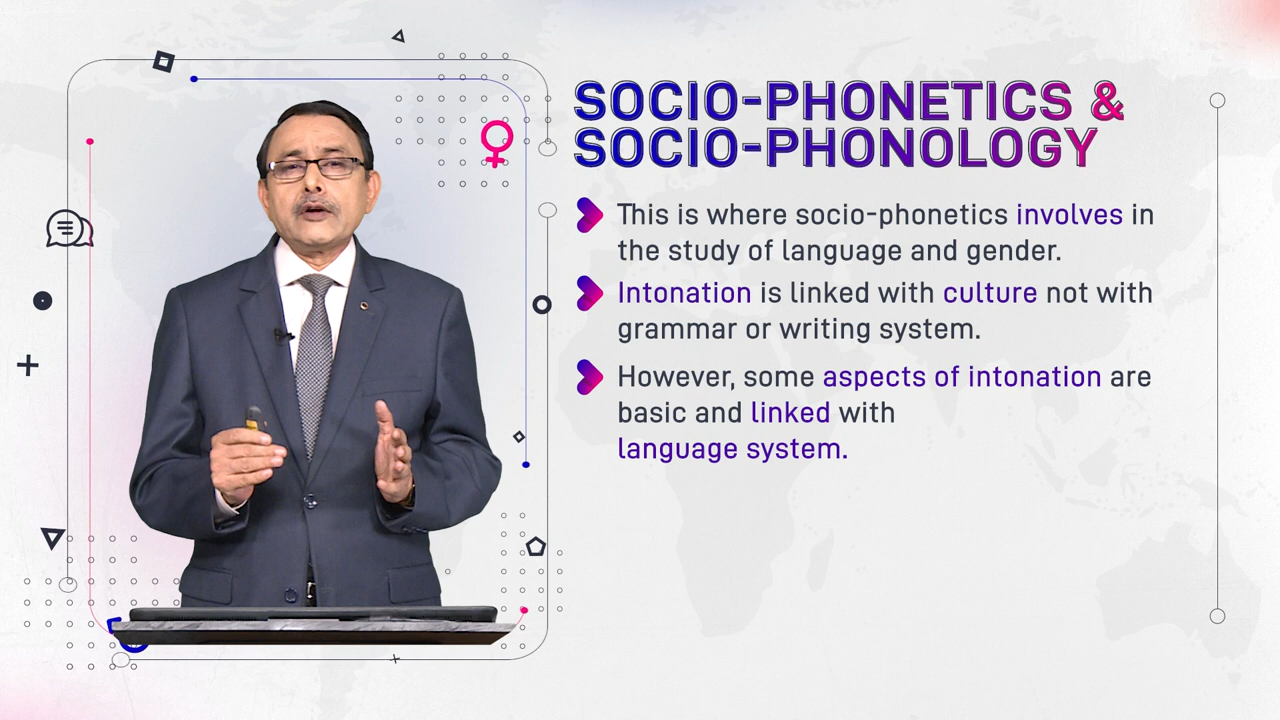 SOCIO-PHONETICS &
SOCIO-PHONOLOGY
This is where socio-phonetics involves in
the study of language and gender.
Intonation is linked with culture not with
grammar or writing system.
However, some aspects of intonation are
basic and linked with
language system.